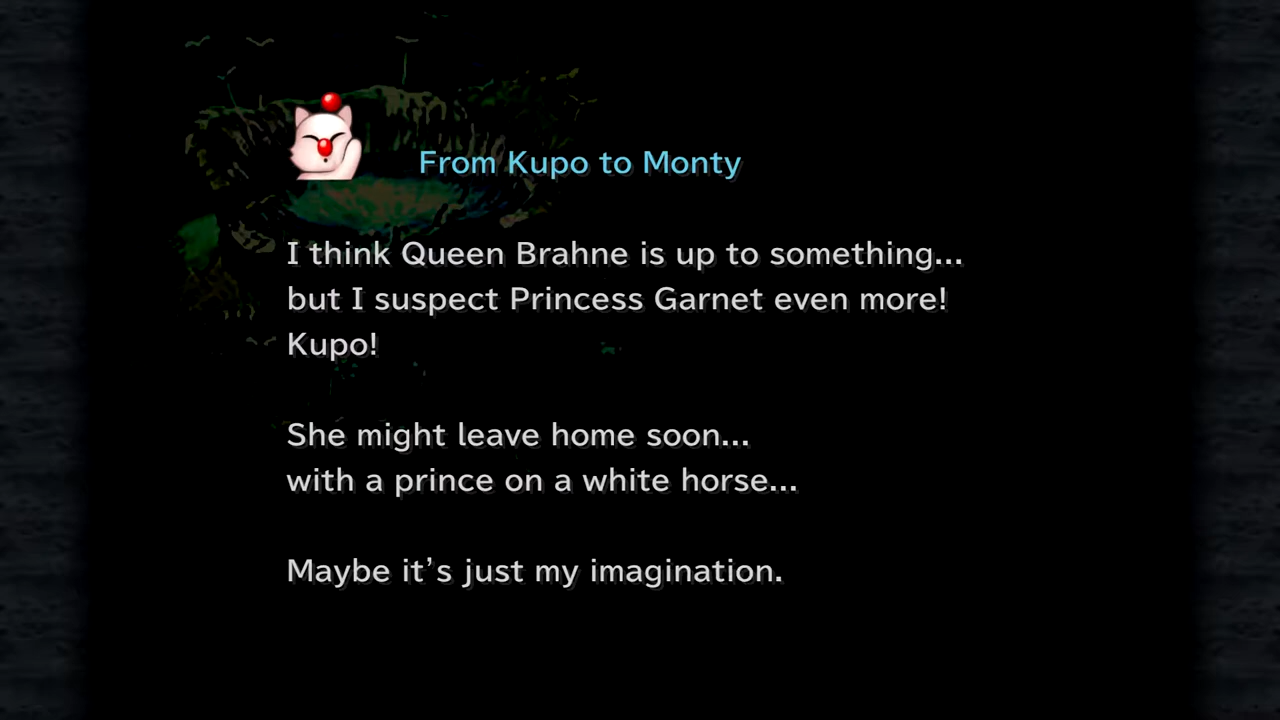 From Kupo to Monty
I think Queen Brahne is up to something...
but I suspect Princess Garnet even more!
Kupo!
She might leave home soon...
with a prince on a white horse...
Maybe it’s just my imagination.